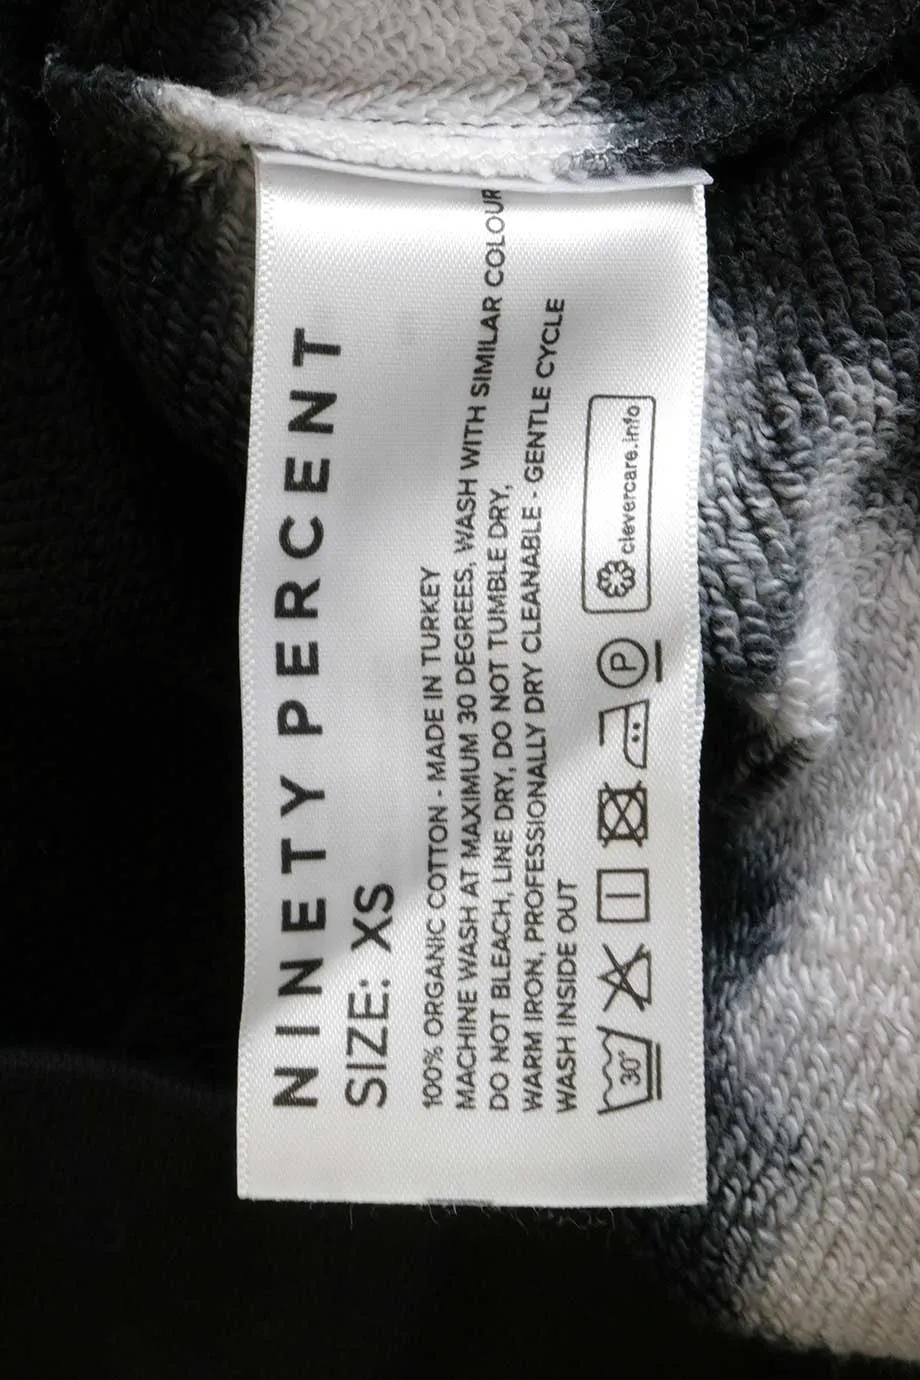 NINETY PERCENT
SIZE: XS
100% ORGANIC COTTON - MADE IN TURKEY
MACHINE WASH AT MAXIMUM 30 DEGREES, WASH WITH SIMILAR COLOUR
DO NOT BLEACH, LINE DRY, DO NOT TUMBLE DRY,
WARM IRON, PROFESSIONALLY DRY CLEANABLE - GENTLE CYCLE
WASH INSIDE OUT
30° P clevercare.info